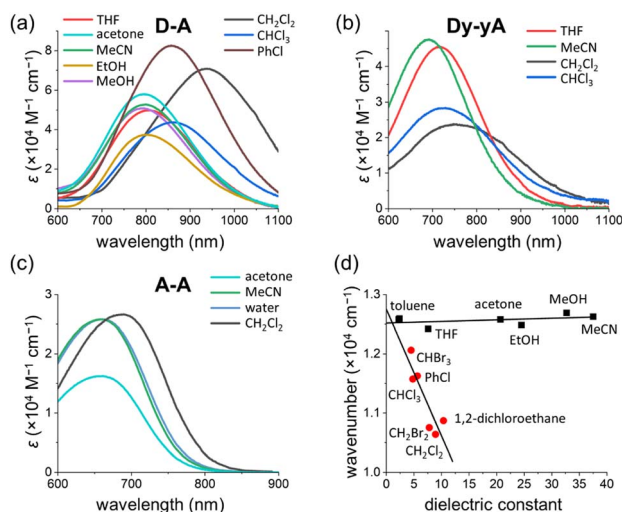 (a)
D-A
THF
acetone
MeCN
EtOH
MeOH
CH₂Cl₂
CHCl₃
PhCl
ε (×10⁴ M⁻¹ cm⁻¹)
8
6
4
2
0
600 700 800 900 1000 1100
wavelength (nm)
(b)
Dy-yA
THF
MeCN
CH₂Cl₂
CHCl₃
ε (×10⁴ M⁻¹ cm⁻¹)
5
4
3
2
1
0
600 700 800 900 1000 1100
wavelength (nm)
(c)
A-A
acetone
MeCN
water
CH₂Cl₂
ε (×10⁴ M⁻¹ cm⁻¹)
3
2
1
0
600 700 800 900
wavelength (nm)
(d)
wavenumber (×10⁴ cm⁻¹)
1.3
1.2
1.1
1.0
toluene
THF
acetone
EtOH
MeOH
MeCN
CHBr₃
PhCl
CHCl₃
1,2-dichloroethane
CH₂Br₂
CH₂Cl₂
0 5 10 15 20 25 30 35 40
dielectric constant